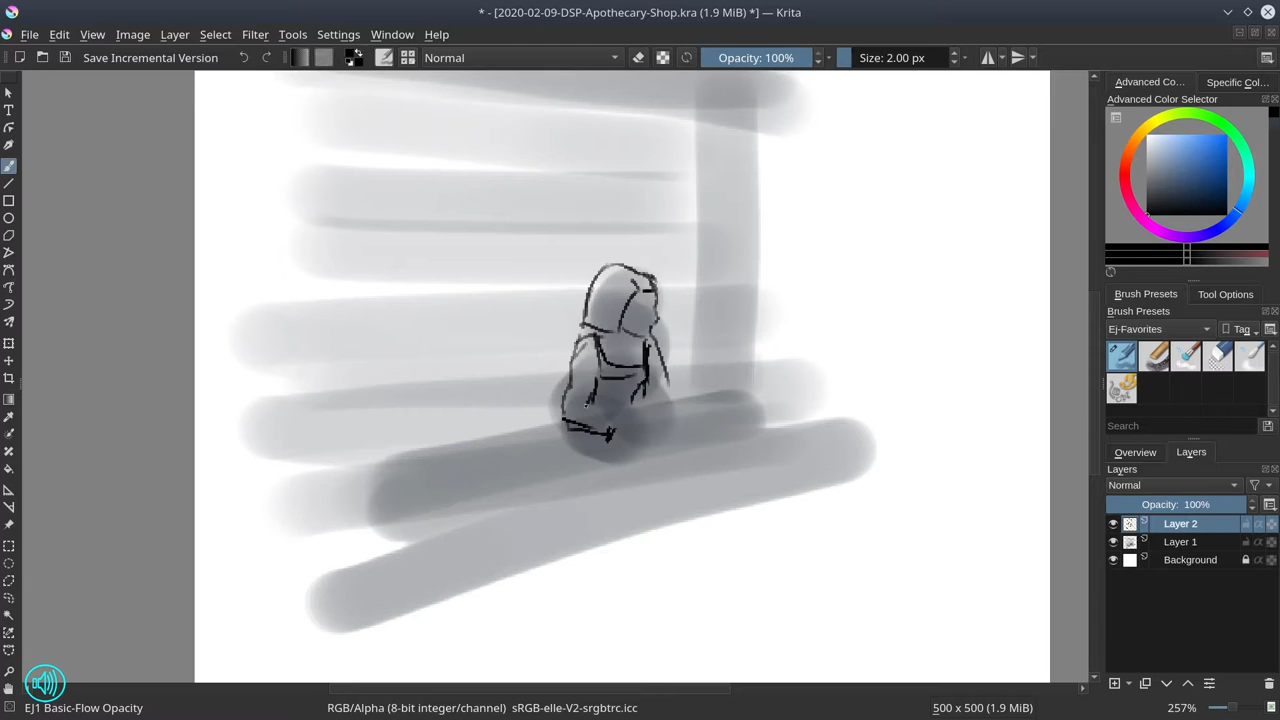 * - [2020-02-09-DSP-Apothecary-Shop.kra (1.9 MiB) *] — Krita
File Edit View Image Layer Select Filter Tools Settings Window Help
Save Incremental Version Normal Opacity: 100% Size: 2.00 px
Advanced Co... Specific Col...
Advanced Color Selector
Brush Presets Tool Options
Brush Presets
Ej-Favorites Tag
Search
Overview Layers
Layers
Normal
Opacity: 100%
Layer 2
Layer 1
Background
EJ1 Basic-Flow Opacity RGB/Alpha (8-bit integer/channel) sRGB-elle-V2-srgbtrc.icc 500 x 500 (1.9 MiB) 257%